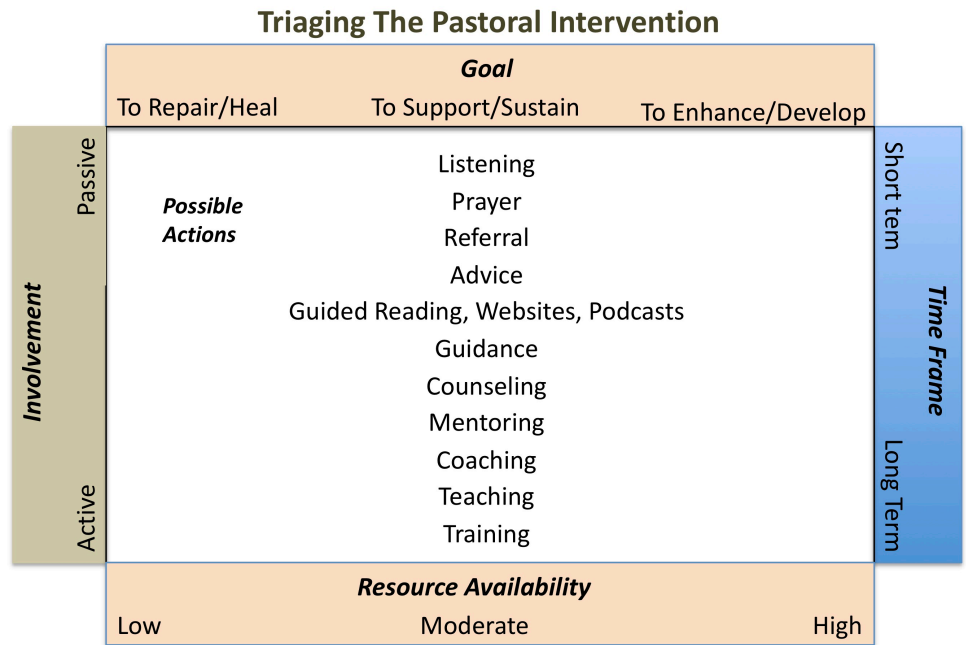 Triaging The Pastoral Intervention
Goal
To Repair/Heal To Support/Sustain To Enhance/Develop
Passive
Involvement
Active
Possible
Actions
Listening
Prayer
Referral
Advice
Guided Reading, Websites, Podcasts
Guidance
Counseling
Mentoring
Coaching
Teaching
Training
Short tem
Time Frame
Long Term
Resource Availability
Low Moderate High